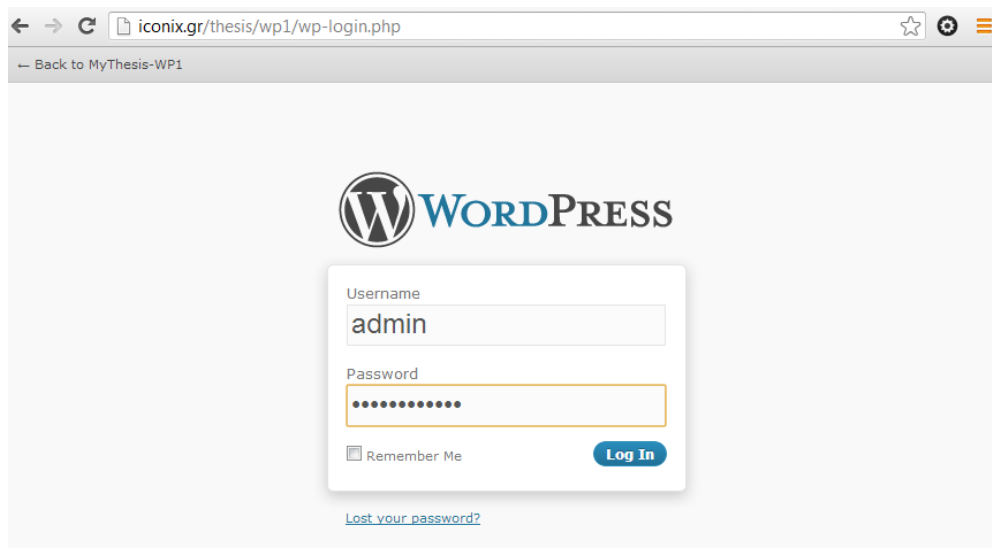 iconix.gr/thesis/wp1/wp-login.php
← Back to MyThesis-WP1
WORDPRESS
Username
admin
Password
••••••••••••
Remember Me
Log In
Lost your password?